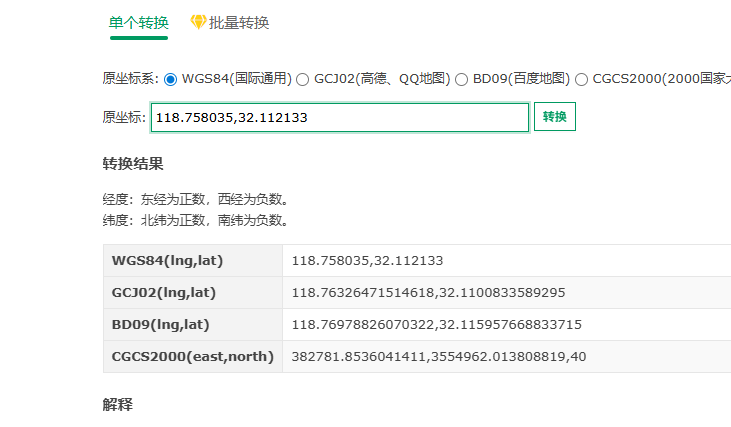 单个转换 批量转换
原坐标系: WGS84(国际通用) GCJ02(高德、QQ地图) BD09(百度地图) CGCS2000(2000国家
原坐标: 118.758035,32.112133 转换
转换结果
经度：东经为正数，西经为负数。
纬度：北纬为正数，南纬为负数。
WGS84(lng,lat) 118.758035,32.112133
GCJ02(lng,lat) 118.76326471514618,32.1100833589295
BD09(lng,lat) 118.76978826070322,32.115957668833715
CGCS2000(east,north) 382781.8536041411,3554962.013808819,40
解释